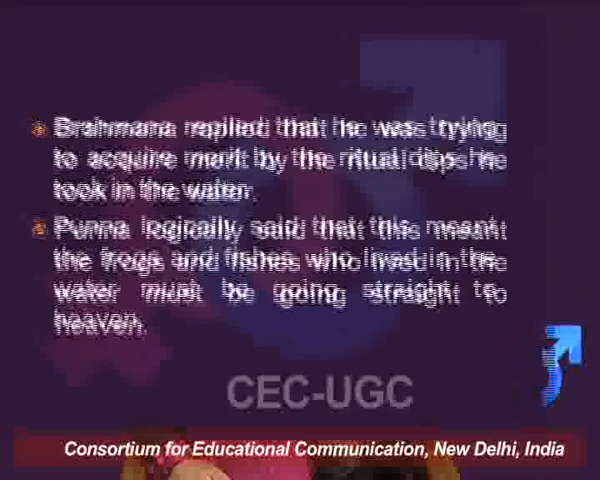 Brahmana replied that he was trying
to acquire merit by the ritual dips he
took in the water.
Punna logically said that this meant
the frogs and fishes who lived in the
water must be going straight to
heaven.
CEC-UGC
Consortium for Educational Communication, New Delhi, India